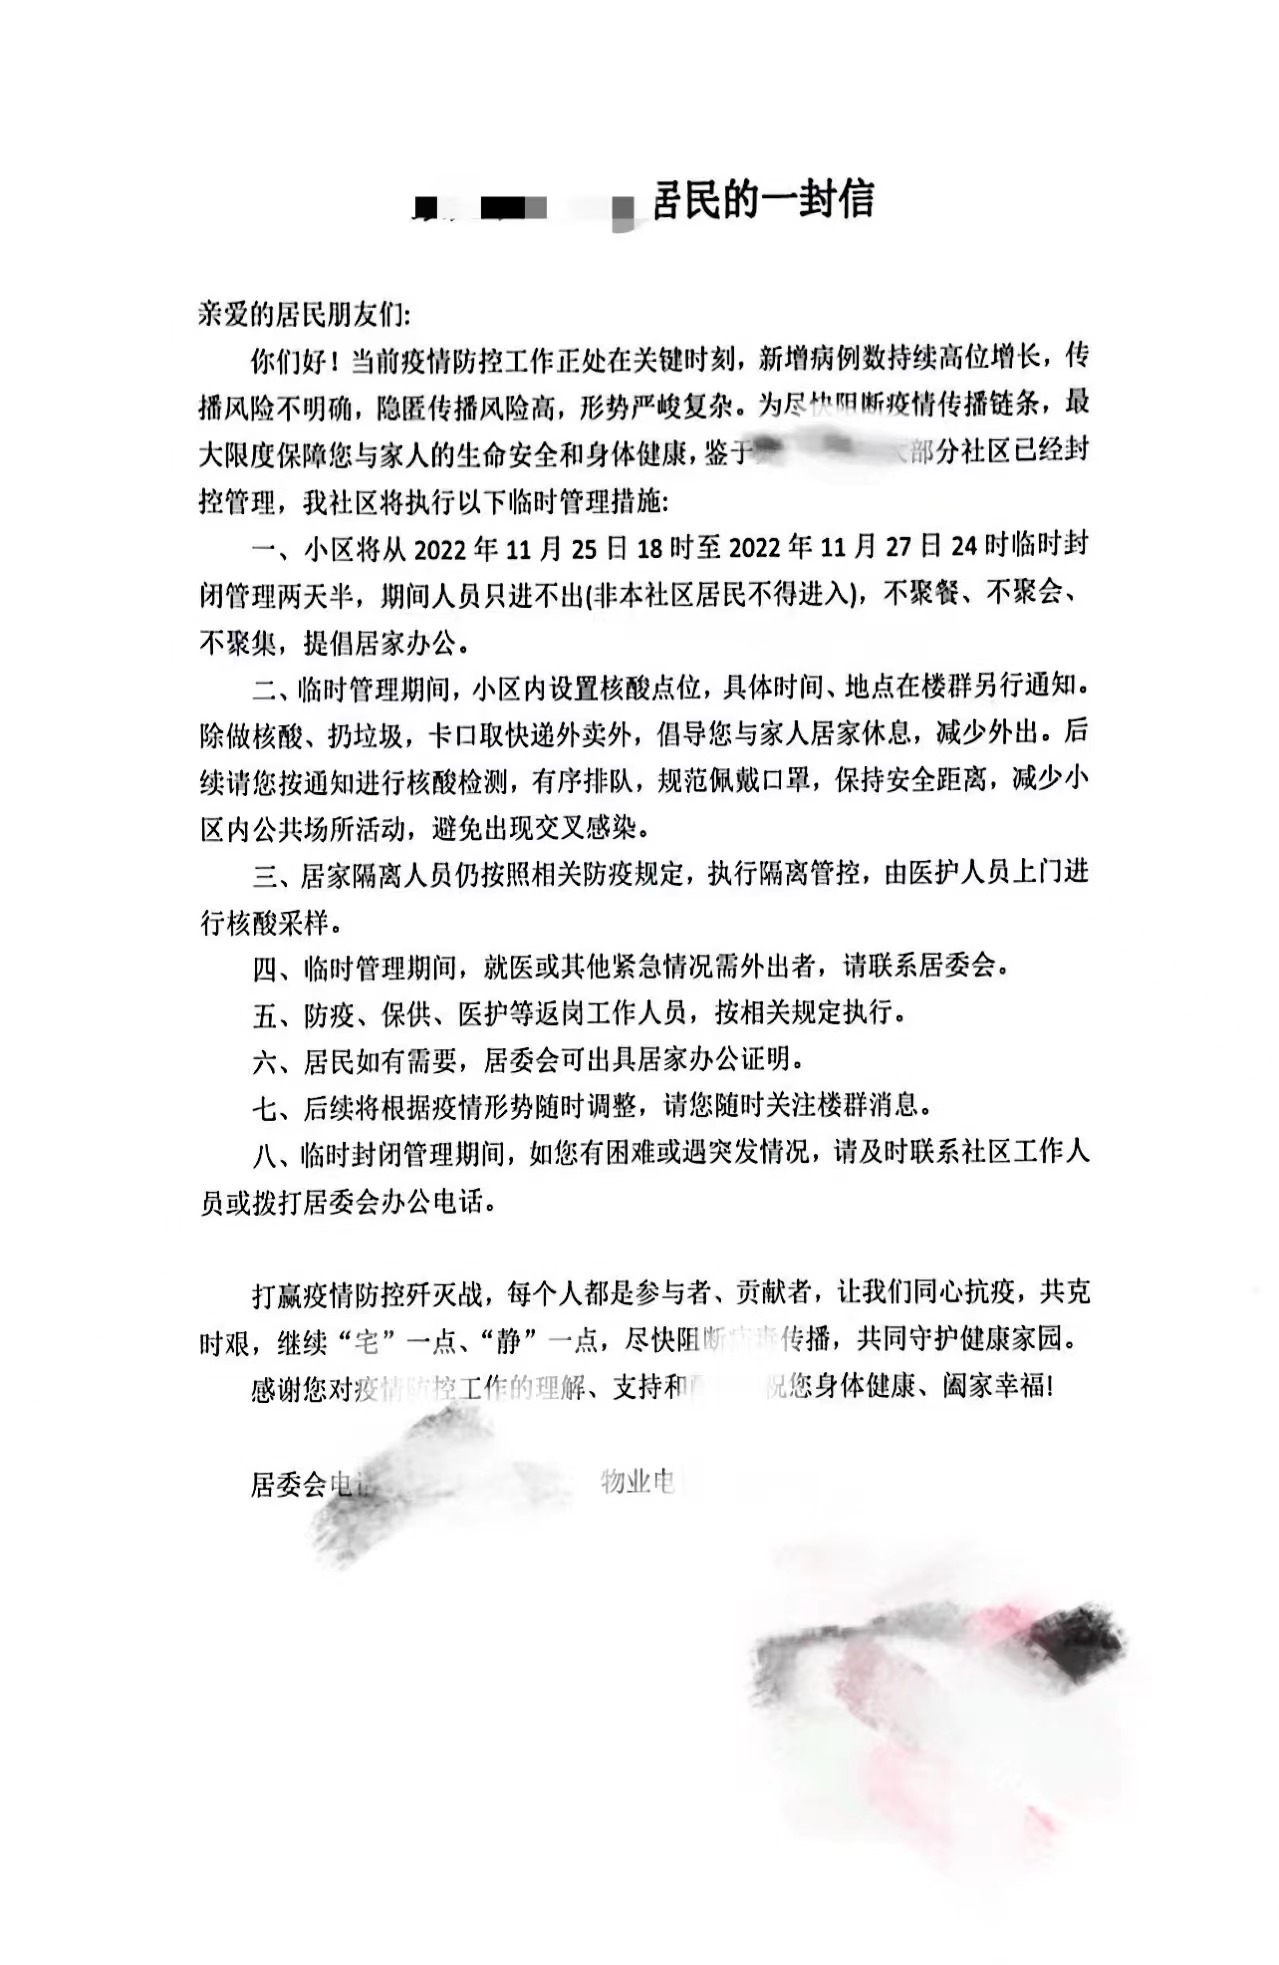 居民的一封信
亲爱的居民朋友们:
你们好！当前疫情防控工作正处在关键时刻，新增病例数持续高位增长，传
播风险不明确，隐匿传播风险高，形势严峻复杂。为尽快阻断疫情传播链条，最
大限度保障您与家人的生命安全和身体健康，鉴于 部分社区已经封
控管理，我社区将执行以下临时管理措施:
一、小区将从 2022 年 11 月 25 日 18 时至 2022 年 11 月 27 日 24 时临时封
闭管理两天半，期间人员只进不出(非本社区居民不得进入)，不聚餐、不聚会、
不聚集，提倡居家办公。
二、临时管理期间，小区内设置核酸点位，具体时间、地点在楼群另行通知。
除做核酸、扔垃圾，卡口取快递外卖外，倡导您与家人居家休息，减少外出。后
续请您按通知进行核酸检测，有序排队，规范佩戴口罩，保持安全距离，减少小
区内公共场所活动，避免出现交叉感染。
三、居家隔离人员仍按照相关防疫规定，执行隔离管控，由医护人员上门进
行核酸采样。
四、临时管理期间，就医或其他紧急情况需外出者，请联系居委会。
五、防疫、保供、医护等返岗工作人员，按相关规定执行。
六、居民如有需要，居委会可出具居家办公证明。
七、后续将根据疫情形势随时调整，请您随时关注楼群消息。
八、临时封闭管理期间，如您有困难或遇突发情况，请及时联系社区工作人
员或拨打居委会办公电话。
打赢疫情防控歼灭战，每个人都是参与者、贡献者，让我们同心抗疫，共克
时艰，继续“宅”一点、“静”一点，尽快阻断病毒传播，共同守护健康家园。
感谢您对疫情防控工作的理解、支持和 祝您身体健康、阖家幸福!
居委会电 物业电